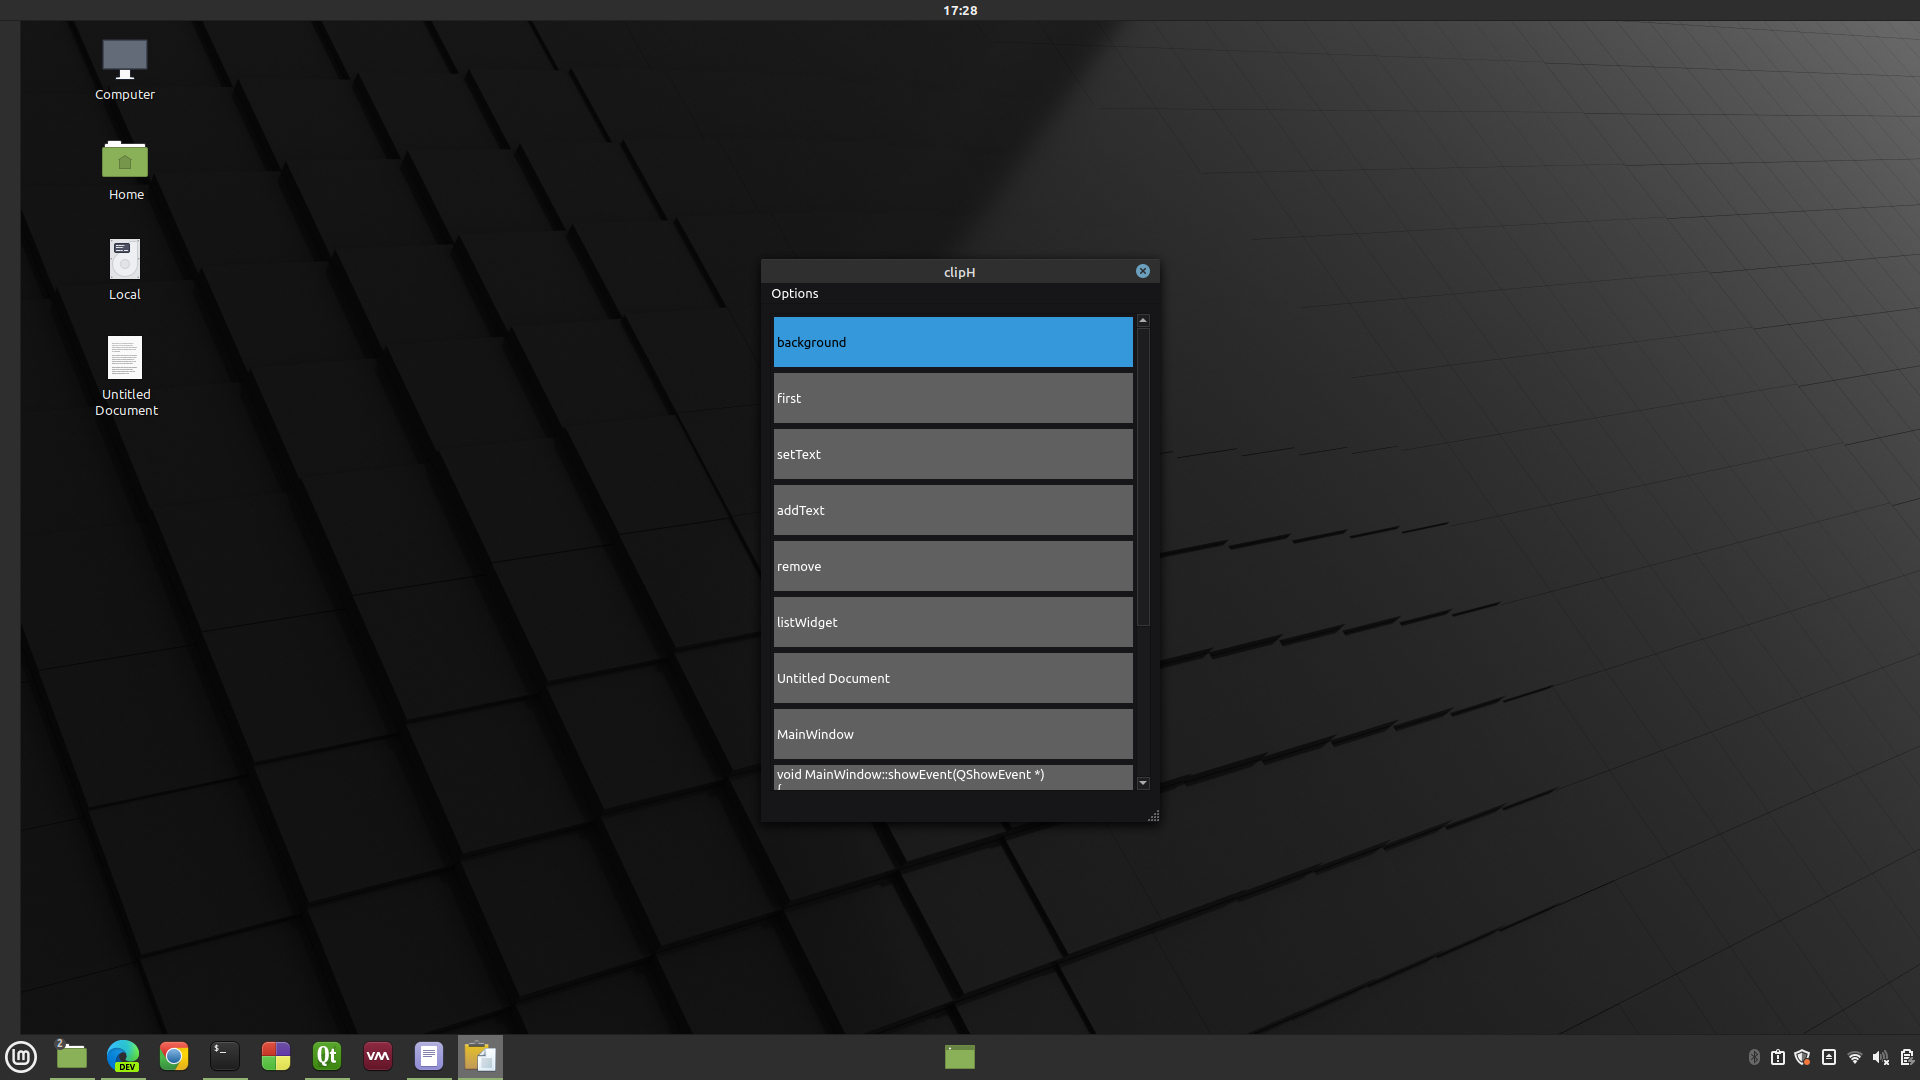 17:28
Computer
Home
Local
Untitled
Document
clipH
Options
background
first
setText
addText
remove
listWidget
Untitled Document
MainWindow
void MainWindow::showEvent(QShowEvent *)
{
2
DEV
$_
Qt
VM